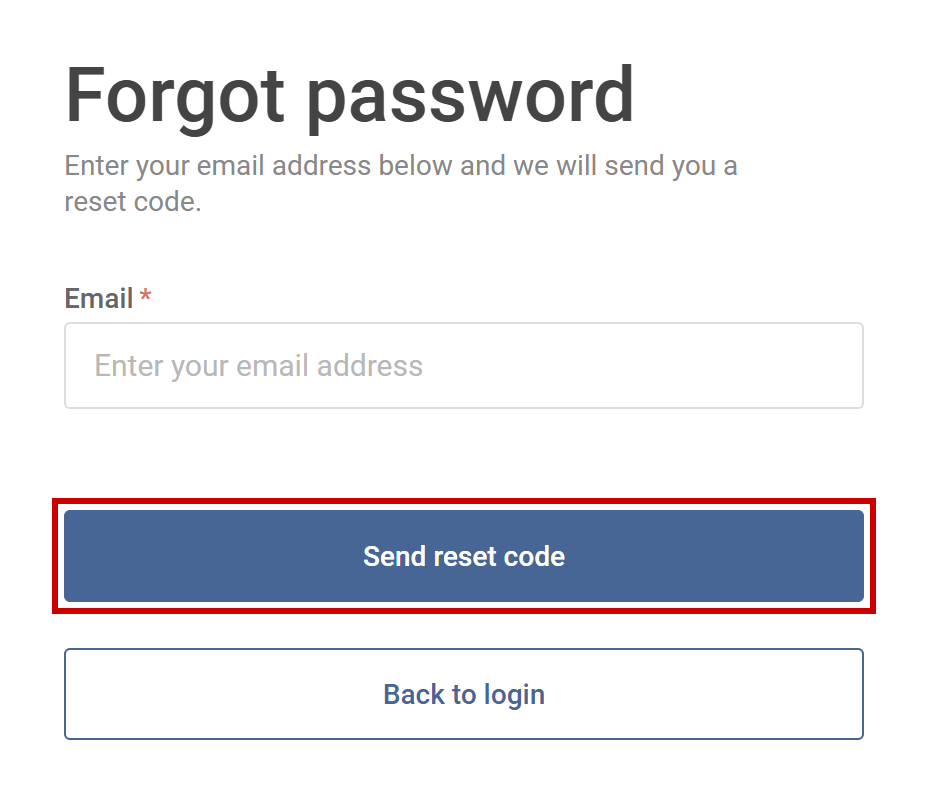 Forgot password
Enter your email address below and we will send you a
reset code.
Email *
Enter your email address
Send reset code
Back to login